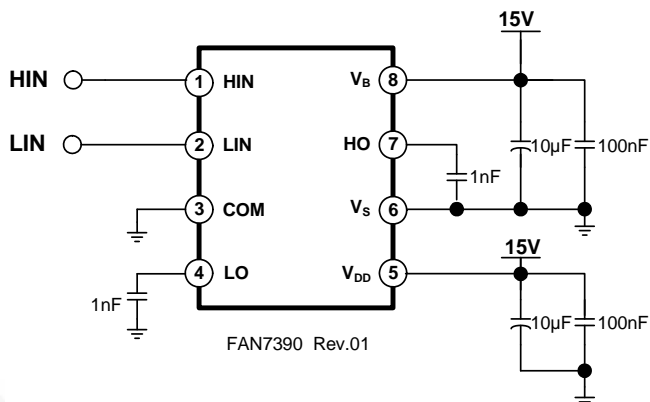 15V
HIN
1
HIN
V_B
8
LIN
2
LIN
HO
7
10µF
100nF
1nF
3
COM
V_S
6
15V
4
LO
V_DD
5
1nF
10µF
100nF
FAN7390 Rev.01